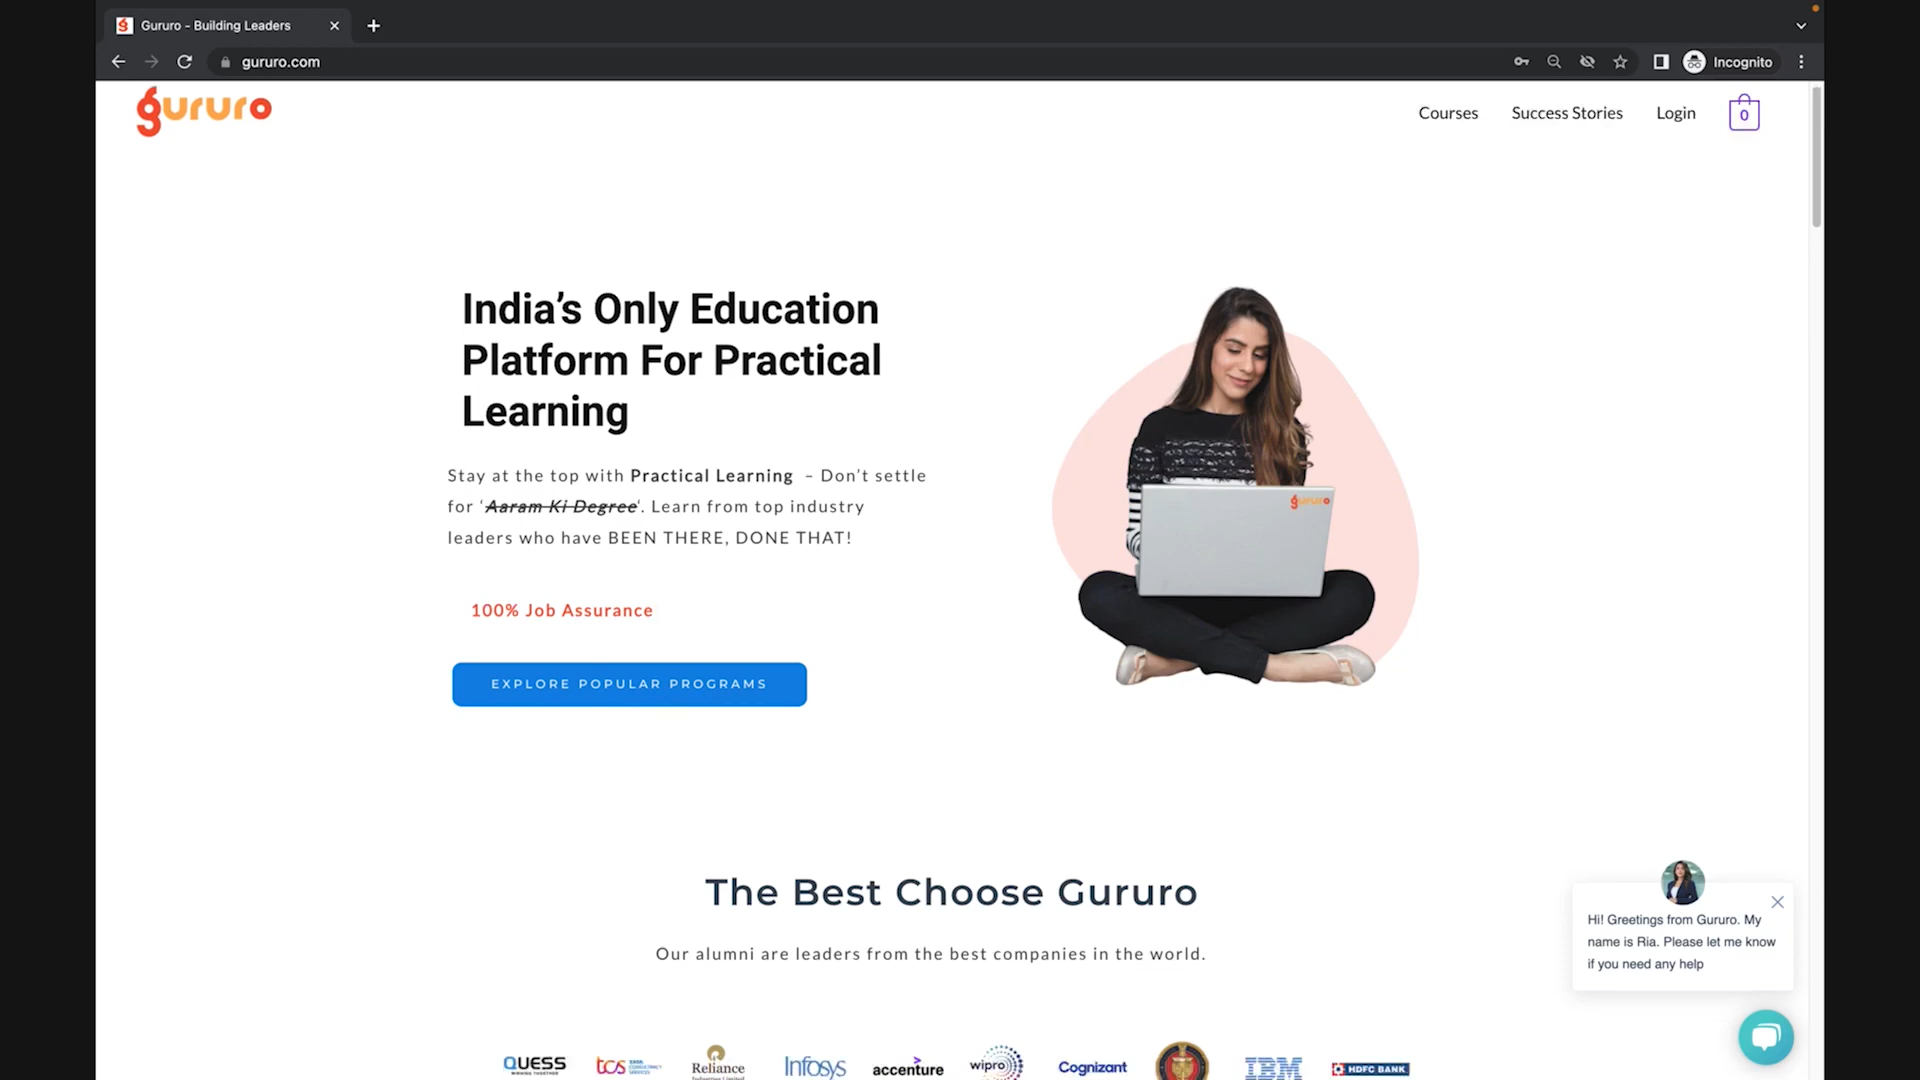 Gururo - Building Leaders
gururo.com
Incognito
gururo
Courses
Success Stories
Login
0
India’s Only Education
Platform For Practical
Learning
Stay at the top with Practical Learning – Don’t settle
for ‘Aaram Ki Degree‘. Learn from top industry
leaders who have BEEN THERE, DONE THAT!
100% Job Assurance
EXPLORE POPULAR PROGRAMS
gururo
The Best Choose Gururo
Our alumni are leaders from the best companies in the world.
Hi! Greetings from Gururo. My
name is Ria. Please let me know
if you need any help
QUESS
tcs TATA CONSULTANCY SERVICES
Reliance
Infosys
accenture
wipro
Cognizant
IBM
HDFC BANK